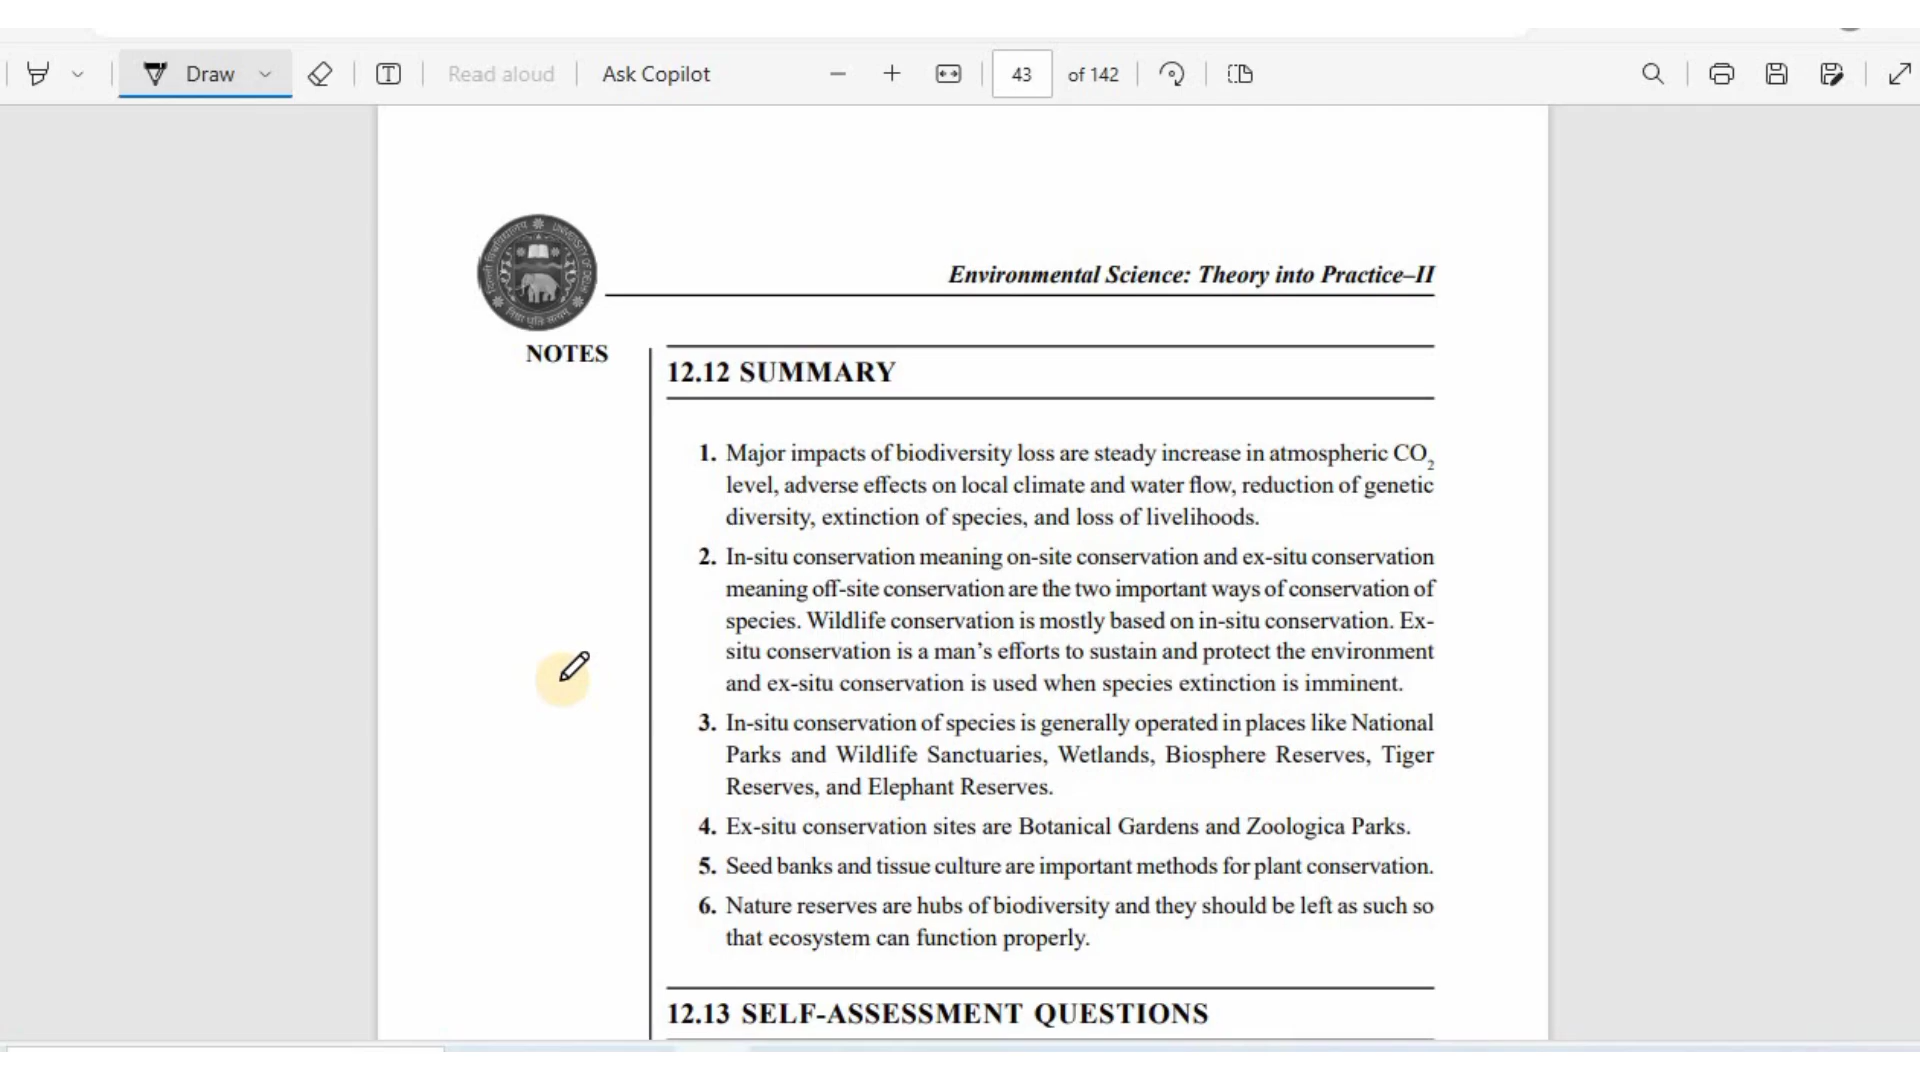 Draw
Read aloud
Ask Copilot
43 of 142
दिल्ली विश्वविद्यालय
UNIVERSITY OF DELHI
Environmental Science: Theory into Practice–II
NOTES
12.12 SUMMARY
1. Major impacts of biodiversity loss are steady increase in atmospheric CO2
level, adverse effects on local climate and water flow, reduction of genetic
diversity, extinction of species, and loss of livelihoods.
2. In-situ conservation meaning on-site conservation and ex-situ conservation
meaning off-site conservation are the two important ways of conservation of
species. Wildlife conservation is mostly based on in-situ conservation. Ex-
situ conservation is a man’s efforts to sustain and protect the environment
and ex-situ conservation is used when species extinction is imminent.
3. In-situ conservation of species is generally operated in places like National
Parks and Wildlife Sanctuaries, Wetlands, Biosphere Reserves, Tiger
Reserves, and Elephant Reserves.
4. Ex-situ conservation sites are Botanical Gardens and Zoologica Parks.
5. Seed banks and tissue culture are important methods for plant conservation.
6. Nature reserves are hubs of biodiversity and they should be left as such so
that ecosystem can function properly.
12.13 SELF-ASSESSMENT QUESTIONS